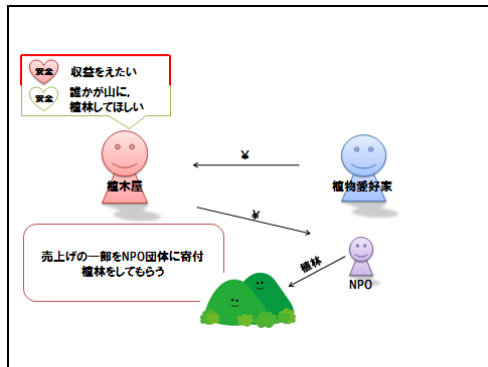 安全 収益をえたい
安全 誰かが山に,
植林してほしい
¥
植木屋
植物愛好家
¥
売上げの一部をNPO団体に寄付
植林をしてもらう
植林
NPO